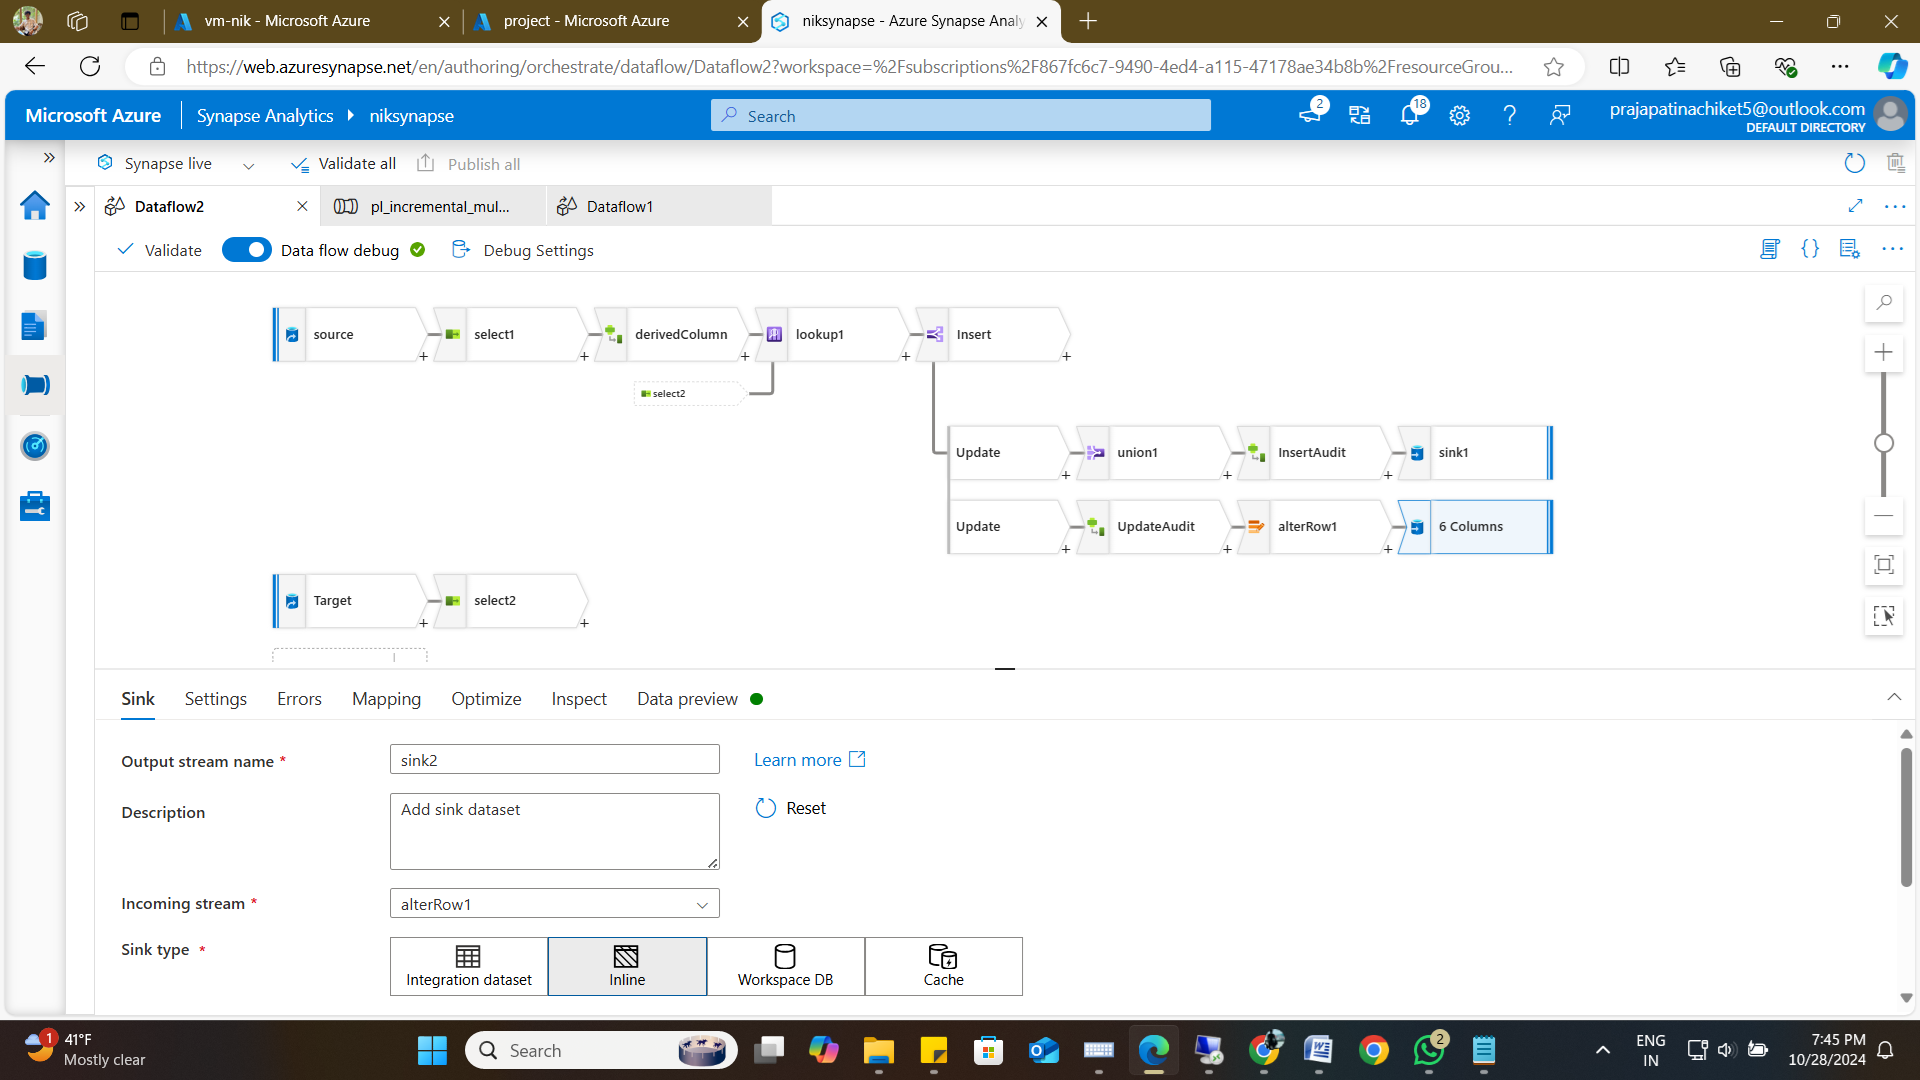 vm-nik - Microsoft Azure
project - Microsoft Azure
niksynapse - Azure Synapse Analy
https://web.azuresynapse.net/en/authoring/orchestrate/dataflow/Dataflow2?workspace=%2Fsubscriptions%2F867fc6c7-9490-4ed4-a115-47178ae34b8b%2FresourceGrou...
Microsoft Azure
Synapse Analytics
niksynapse
Search
2
18
prajapatinachiket5@outlook.com
DEFAULT DIRECTORY
Synapse live
Validate all
Publish all
Dataflow2
pl_incremental_mul...
Dataflow1
Validate
Data flow debug
Debug Settings
source
select1
derivedColumn
lookup1
Insert
select2
Update
union1
InsertAudit
sink1
Update
UpdateAudit
alterRow1
6 Columns
Target
select2
Sink
Settings
Errors
Mapping
Optimize
Inspect
Data preview
Output stream name *
sink2
Learn more
Description
Add sink dataset
Reset
Incoming stream *
alterRow1
Sink type *
Integration dataset
Inline
Workspace DB
Cache
1
41°F
Mostly clear
Search
2
ENG
IN
7:45 PM
10/28/2024